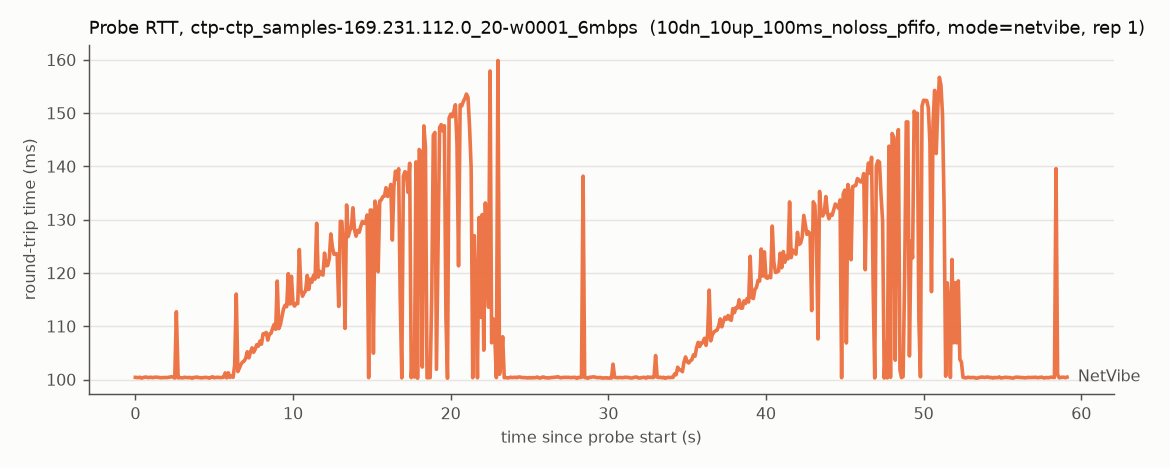 Probe RTT, ctp-ctp_samples-169.231.112.0_20-w0001_6mbps  (10dn_10up_100ms_noloss_pfifo, mode=netvibe, rep 1)
round-trip time (ms)
160
150
140
130
120
110
100
NetVibe
0 10 20 30 40 50 60
time since probe start (s)